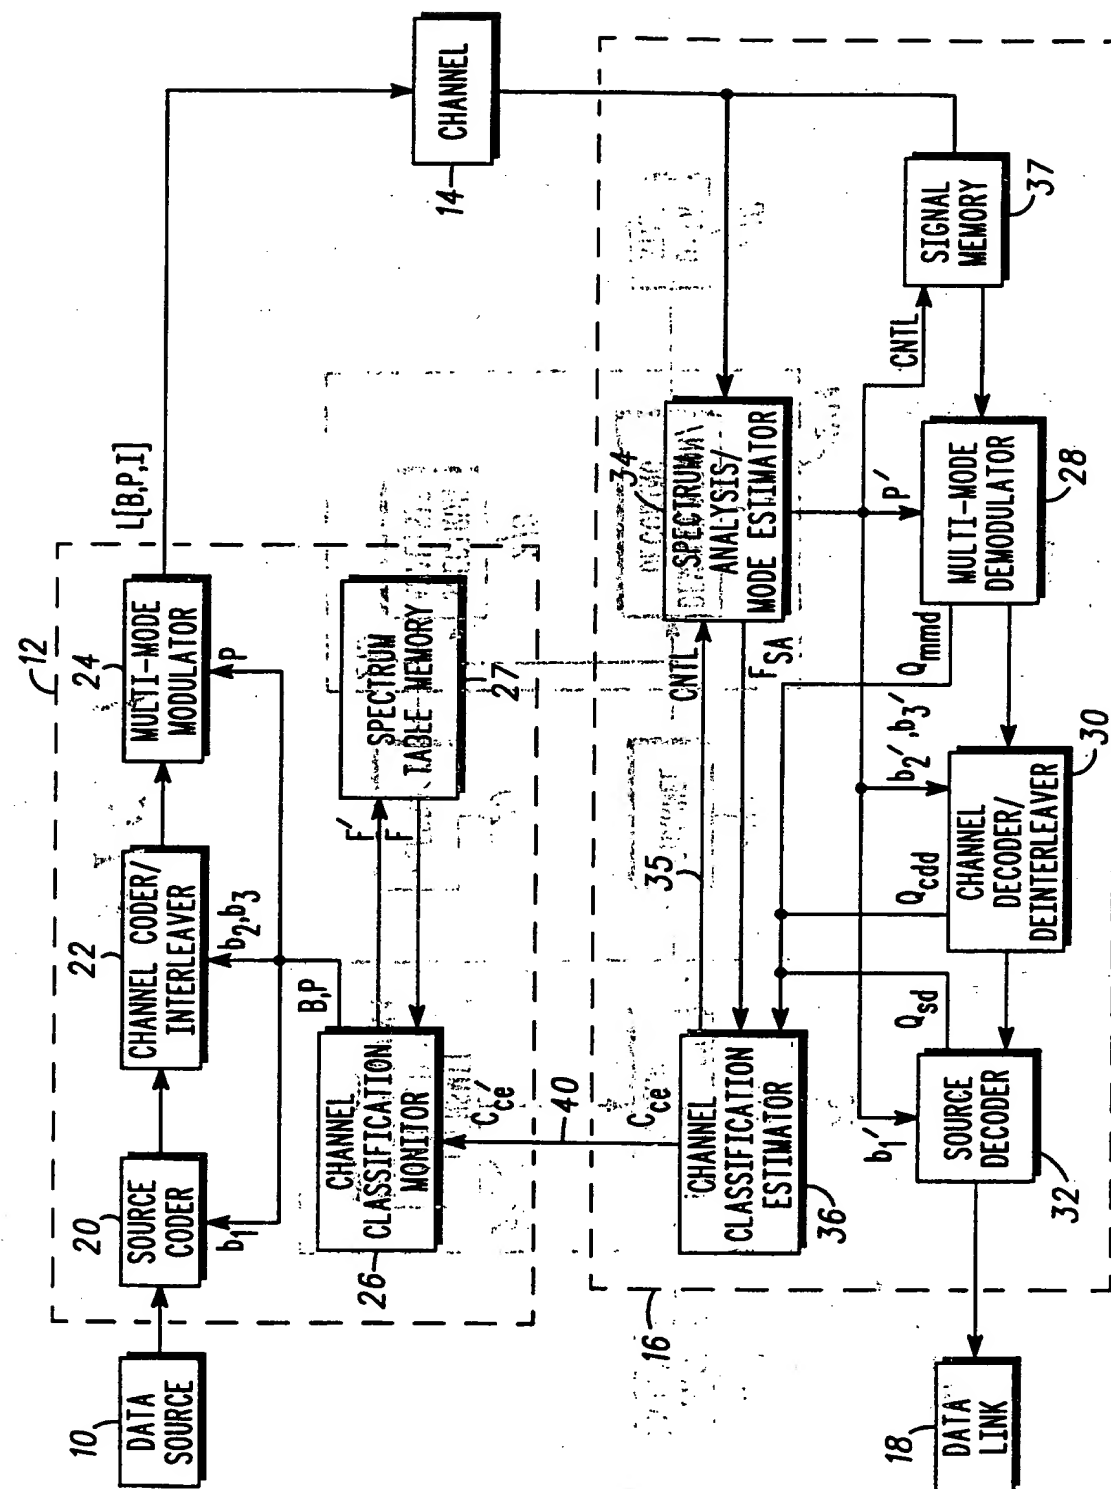 10
DATA
SOURCE
12
20
SOURCE
CODER
b1
22
CHANNEL CODER/
INTERLEAVER
b2,b3
24
MULTI-MODE
MODULATOR
P
L[B,P,I]
B,P
26
CHANNEL
CLASSIFICATION
MONITOR
F'
F
SPECTRUM
TABLE MEMORY
27
CHANNEL
14
Cce'
40
Cce
16
CHANNEL
CLASSIFICATION
ESTIMATOR
36
35
CNTL
FSA
34
SPECTRUM
ANALYSIS/
MODE ESTIMATOR
CNTL
SIGNAL
MEMORY
37
P'
MULTI-MODE
DEMODULATOR
28
Qmmd
b2',b3'
CHANNEL
DECODER/
DEINTERLEAVER
30
Qcdd
Qsd
b1'
SOURCE
DECODER
32
18
DATA
LINK